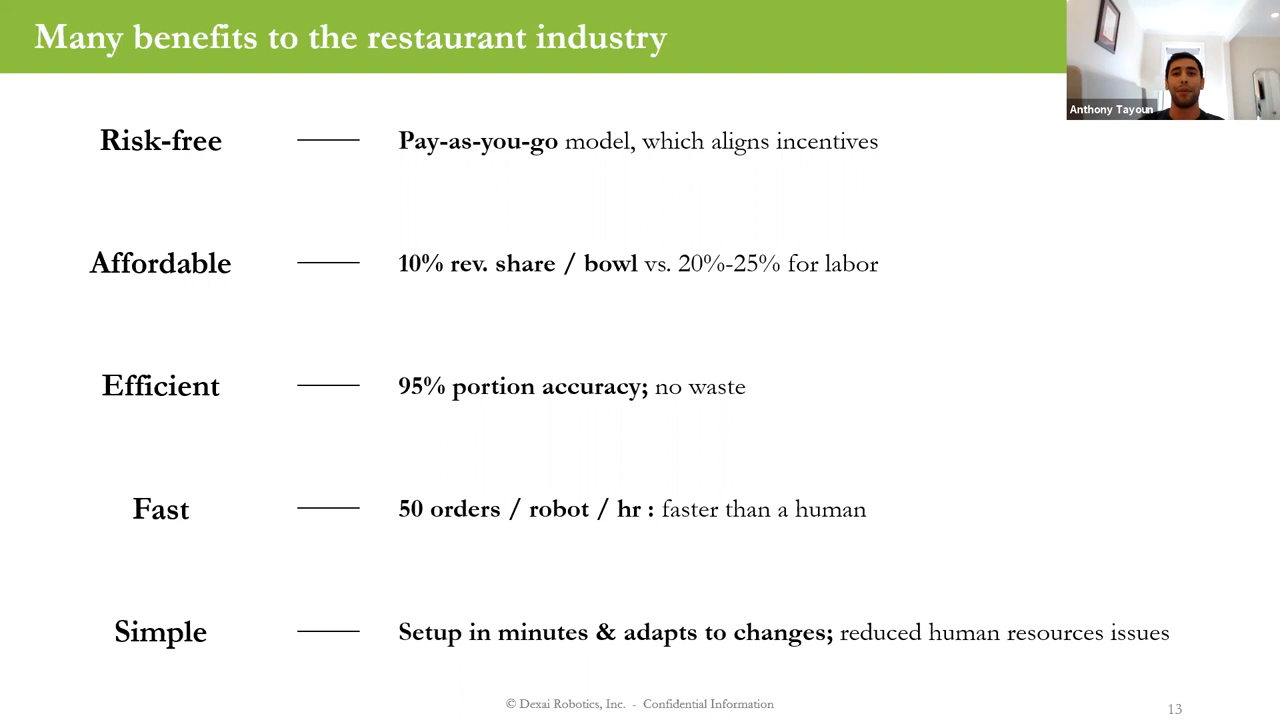 Many benefits to the restaurant industry
Anthony Tayoun
Risk-free
Pay-as-you-go model, which aligns incentives
Affordable
10% rev. share / bowl vs. 20%-25% for labor
Efficient
95% portion accuracy; no waste
Fast
50 orders / robot / hr : faster than a human
Simple
Setup in minutes & adapts to changes; reduced human resources issues
© Dexai Robotics, Inc. - Confidential Information
13